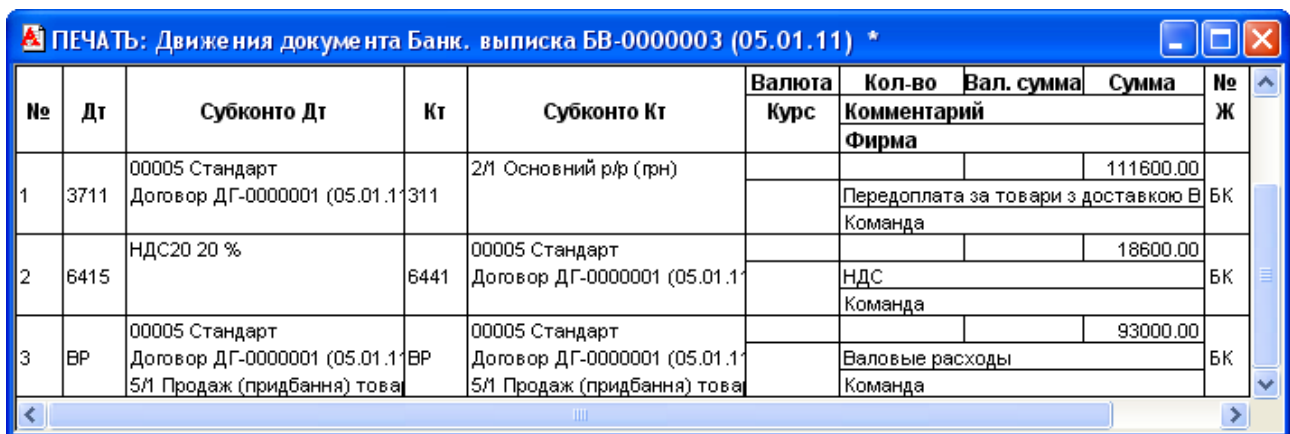 ПЕЧАТЬ: Движения документа Банк. выписка БВ-0000003 (05.01.11) *
№ Дт Субконто Дт Кт Субконто Кт Валюта Кол-во Вал. сумма Сумма № Ж
Курс Комментарий
Фирма
00005 Стандарт 2/1 Основний р/р (грн) 111600.00
1 3711 Договор ДГ-0000001 (05.01.11 311 Передоплата за товари з доставкою В БК
Команда
НДС20 20 % 00005 Стандарт 18600.00
2 6415 6441 Договор ДГ-0000001 (05.01.11 НДС БК
Команда
00005 Стандарт 00005 Стандарт 93000.00
3 ВР Договор ДГ-0000001 (05.01.11 ВР Договор ДГ-0000001 (05.01.11 Валовые расходы БК
5/1 Продаж (придбання) това 5/1 Продаж (придбання) това Команда